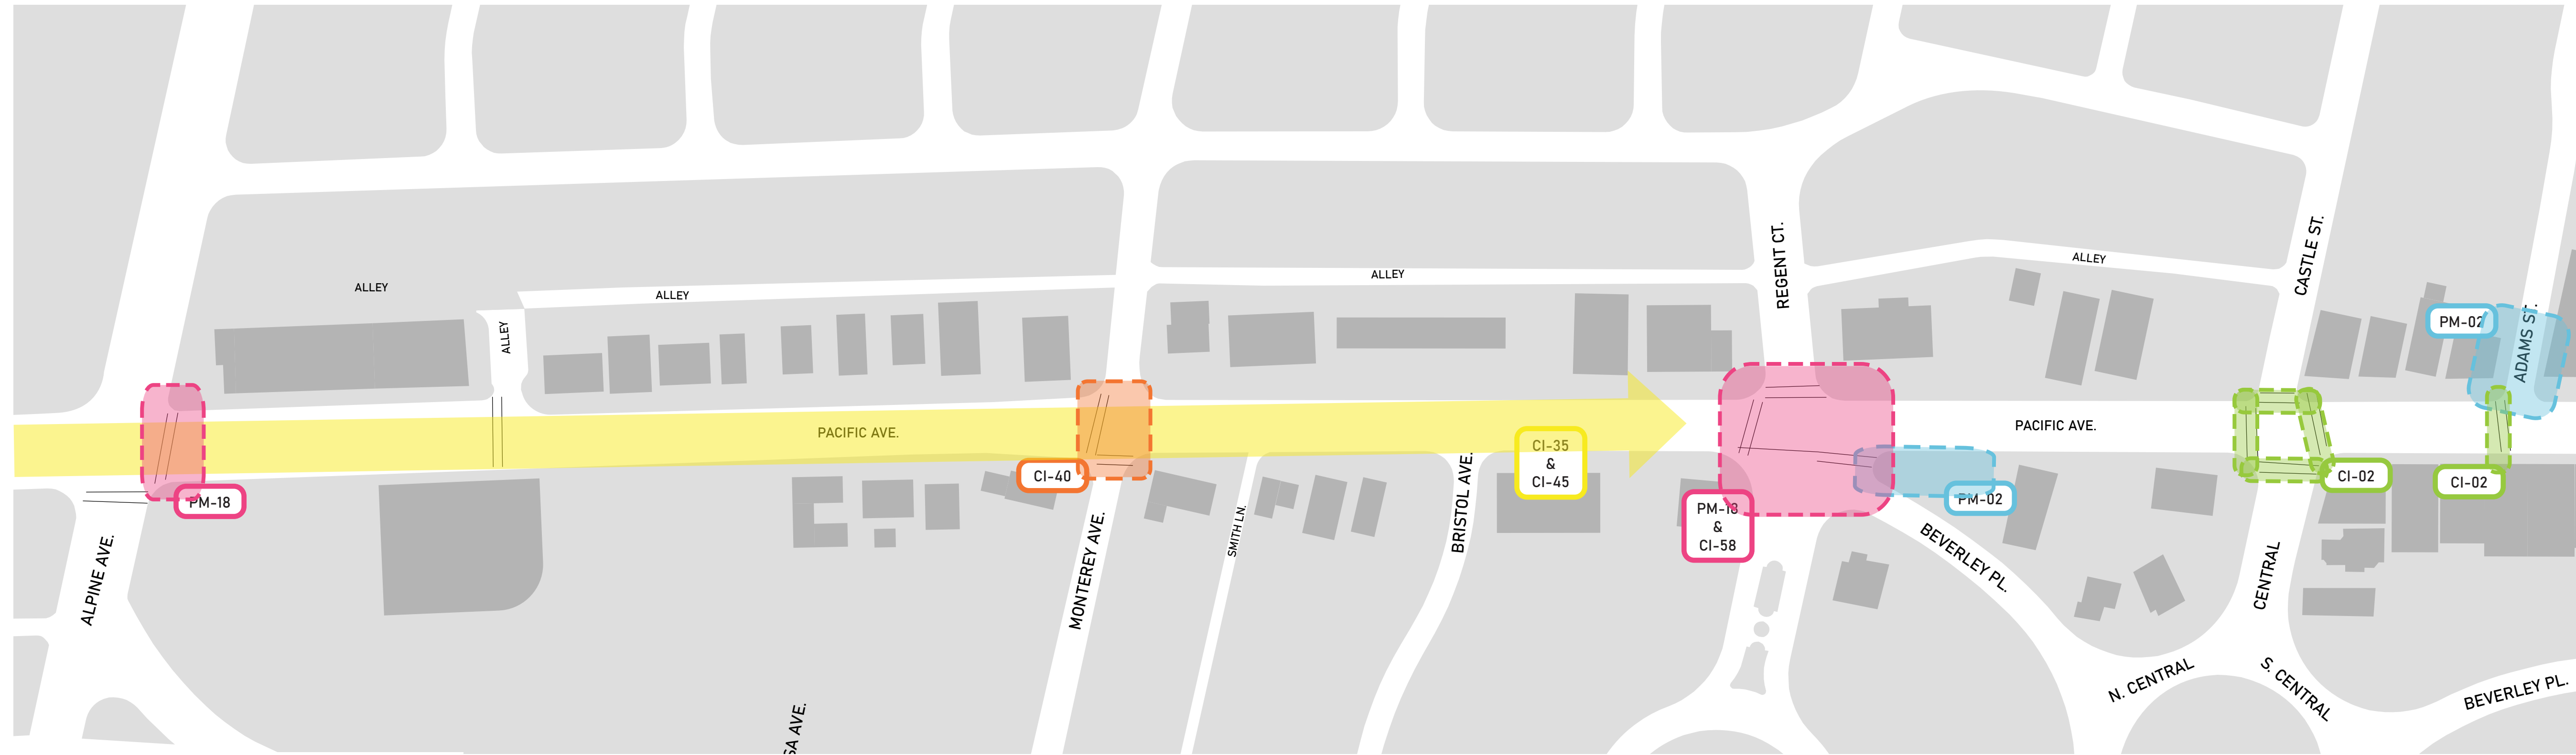 ALLEY
ALLEY
ALLEY
ALLEY
ALLEY
REGENT CT.
CASTLE ST.
ADAMS ST.
PM-02
PACIFIC AVE.
PACIFIC AVE.
CI-35
&
CI-45
CI-40
CI-02
CI-02
PM-18
PM-02
PM-18
&
CI-58
ALPINE AVE.
MONTEREY AVE.
SMITH LN.
BRISTOL AVE.
BEVERLEY PL.
CENTRAL
N. CENTRAL
S. CENTRAL
BEVERLEY PL.
SA AVE.